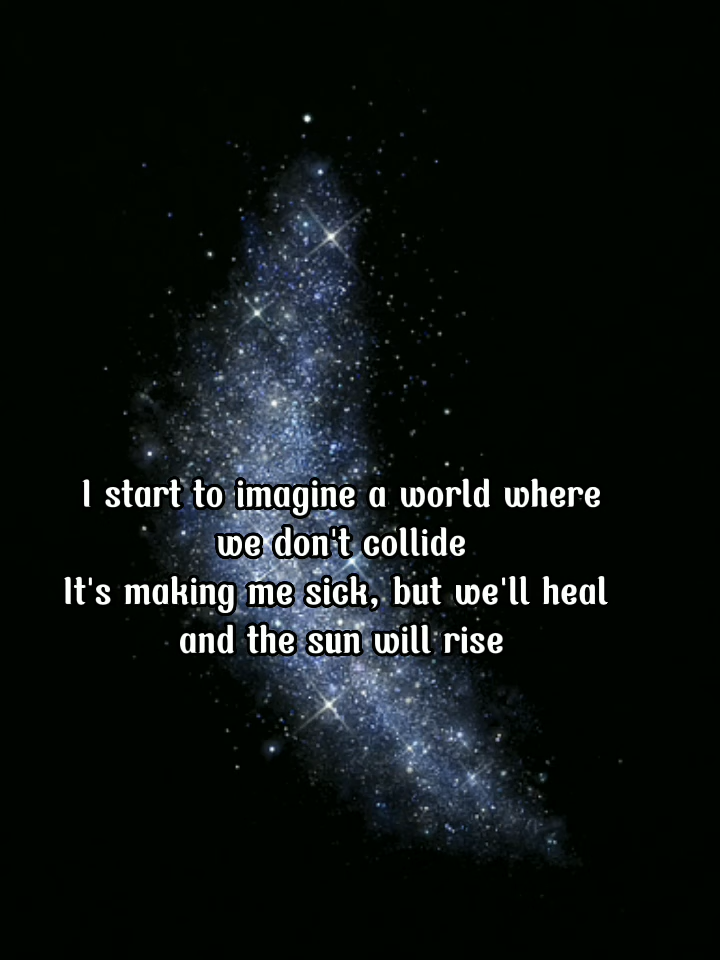 I start to imagine a world where
we don't collide
It's making me sick, but we'll heal
and the sun will rise